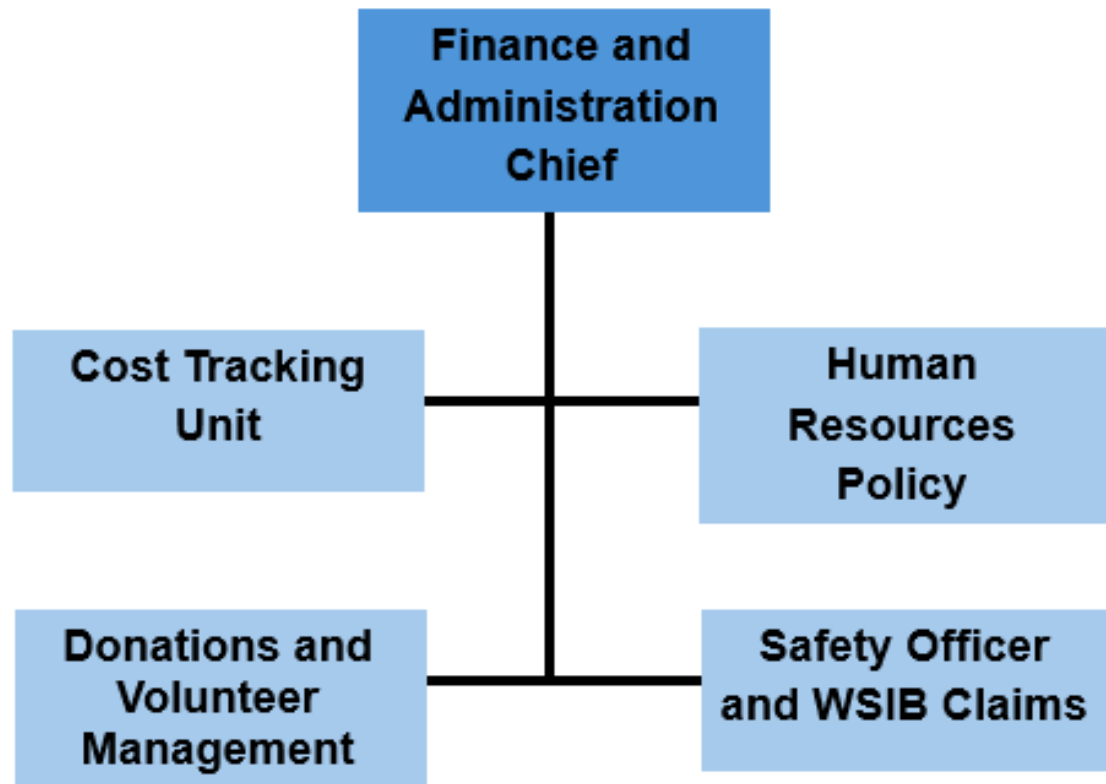 Finance and
Administration
Chief
Cost Tracking
Unit
Human
Resources
Policy
Donations and
Volunteer
Management
Safety Officer
and WSIB Claims